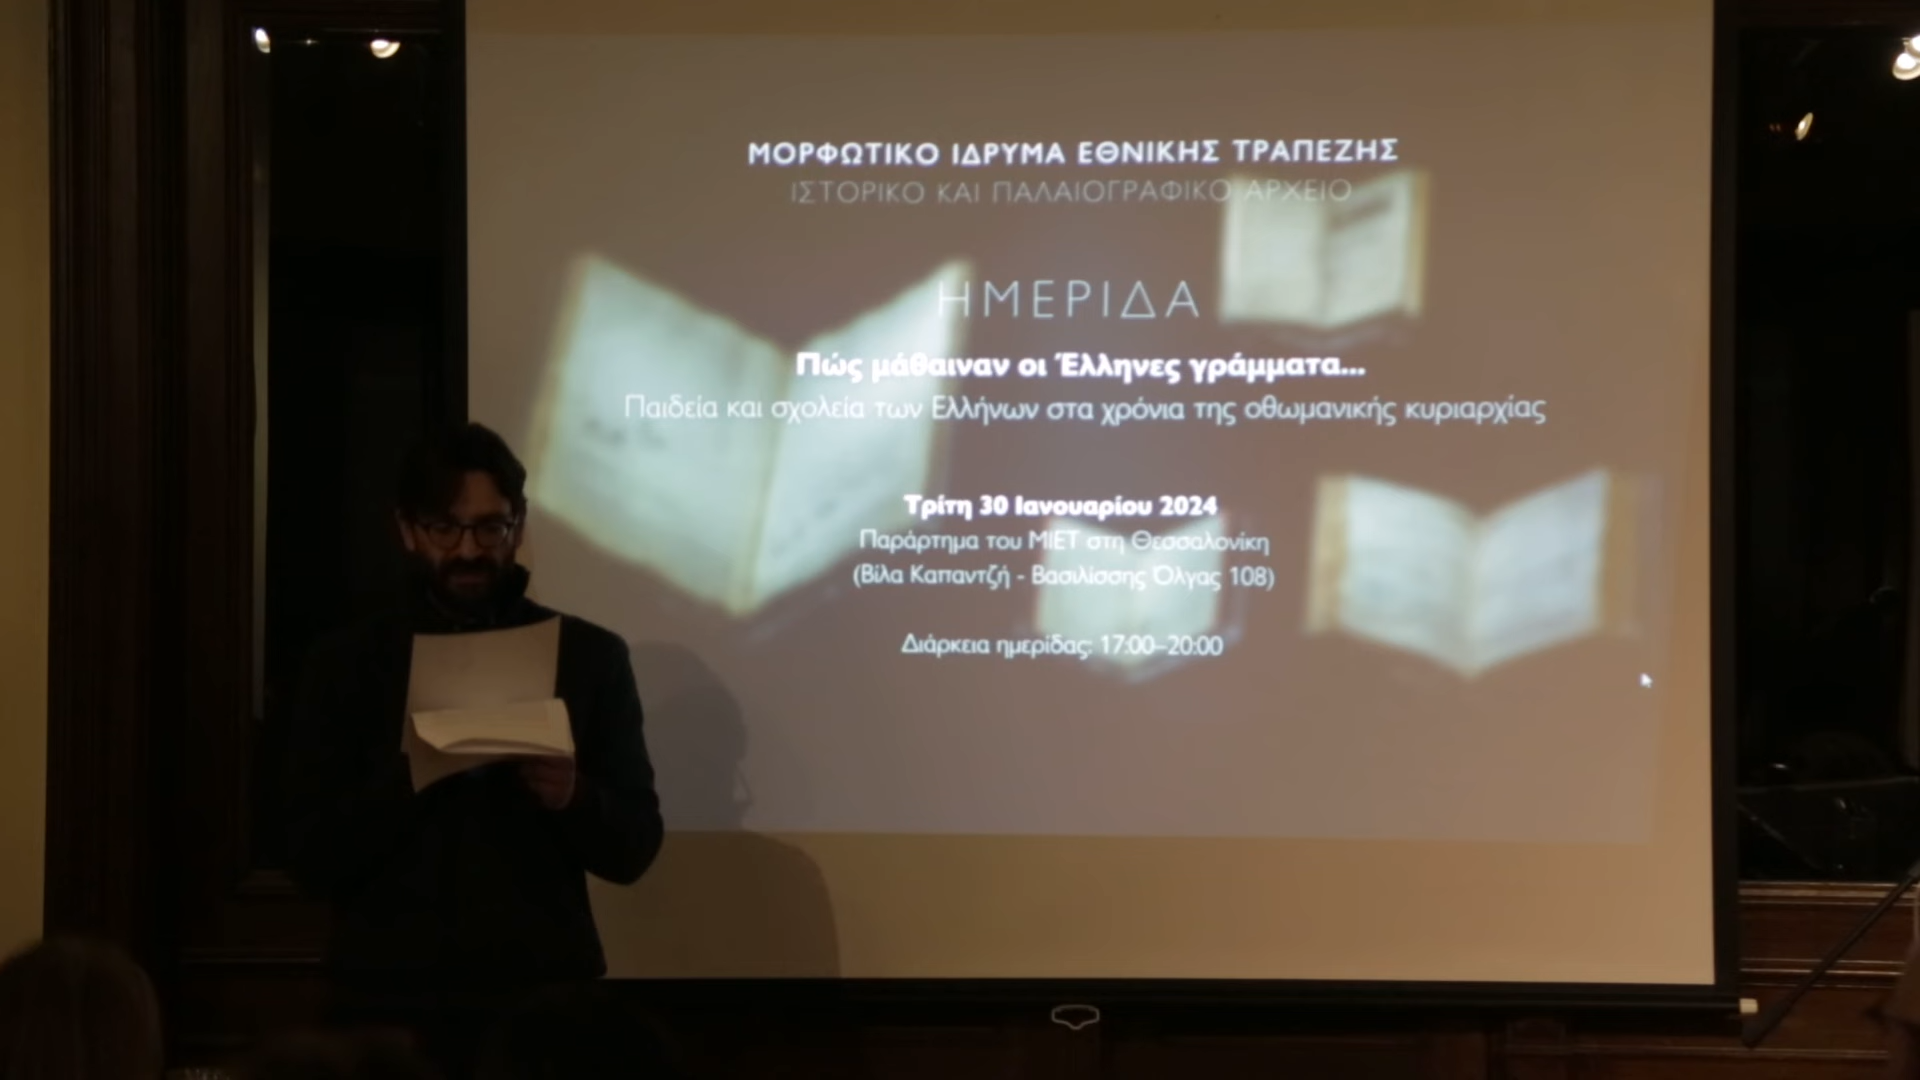 ΜΟΡΦΩΤΙΚΟ ΙΔΡΥΜΑ ΕΘΝΙΚΗΣ ΤΡΑΠΕΖΗΣ
ΙΣΤΟΡΙΚΟ ΚΑΙ ΠΑΛΑΙΟΓΡΑΦΙΚΟ ΑΡΧΕΙΟ
ΗΜΕΡΙΔΑ
Πώς μάθαιναν οι Έλληνες γράμματα...
Παιδεία και σχολεία των Ελλήνων στα χρόνια της οθωμανικής κυριαρχίας
Τρίτη 30 Ιανουαρίου 2024
Παράρτημα του ΜΙΕΤ στη Θεσσαλονίκη
(Βίλα Καπαντζή - Βασιλίσσης Όλγας 108)
Διάρκεια ημερίδας: 17:00–20:00